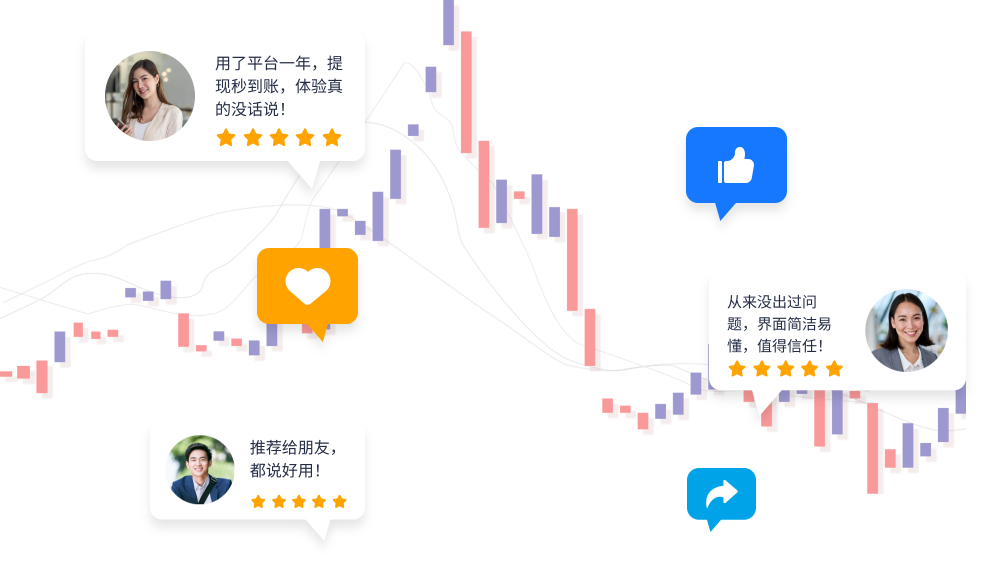 用了平台一年，提
现秒到账，体验真
的没话说！
从来没出过问
题，界面简洁易
懂，值得信任！
推荐给朋友，
都说好用！